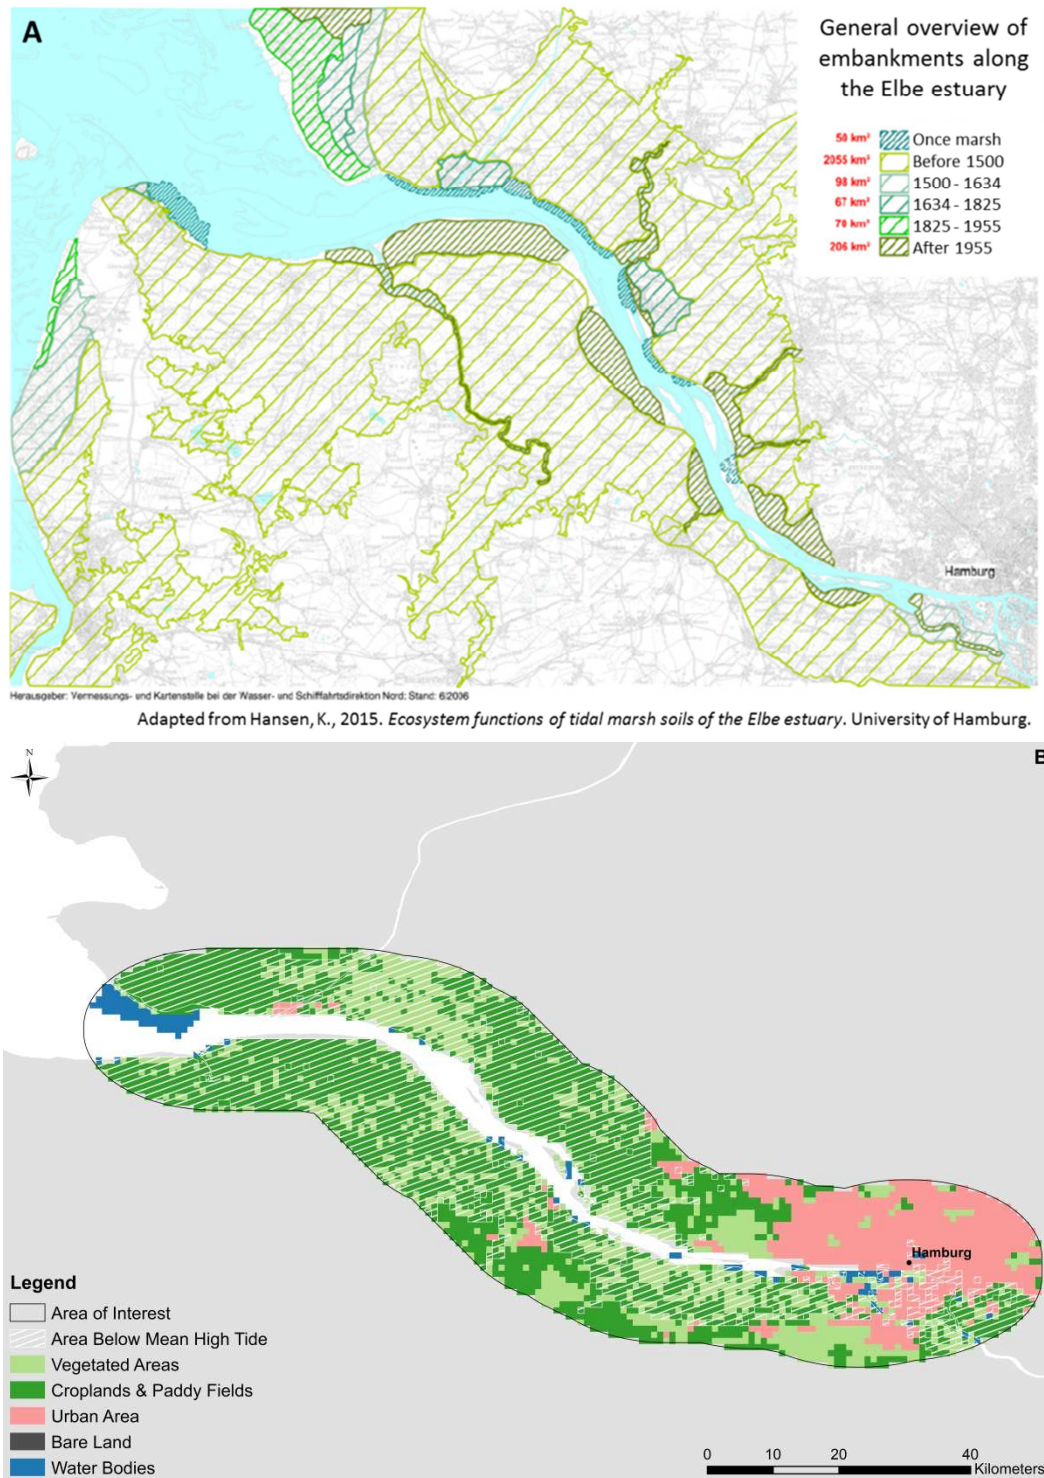 A
General overview of
embankments along
the Elbe estuary
50 km² Once marsh
2055 km² Before 1500
98 km² 1500 - 1634
67 km² 1634 - 1825
70 km² 1825 - 1955
206 km² After 1955
Hamburg
Herausgeber: Vermessungs- und Kartenstelle bei der Wasser- und Schifffahrtsdirektion Nord; Stand: 6/2006
Adapted from Hansen, K., 2015. Ecosystem functions of tidal marsh soils of the Elbe estuary. University of Hamburg.
B
N
Hamburg
Legend
Area of Interest
Area Below Mean High Tide
Vegetated Areas
Croplands & Paddy Fields
Urban Area
Bare Land
Water Bodies
0 10 20 40
Kilometers